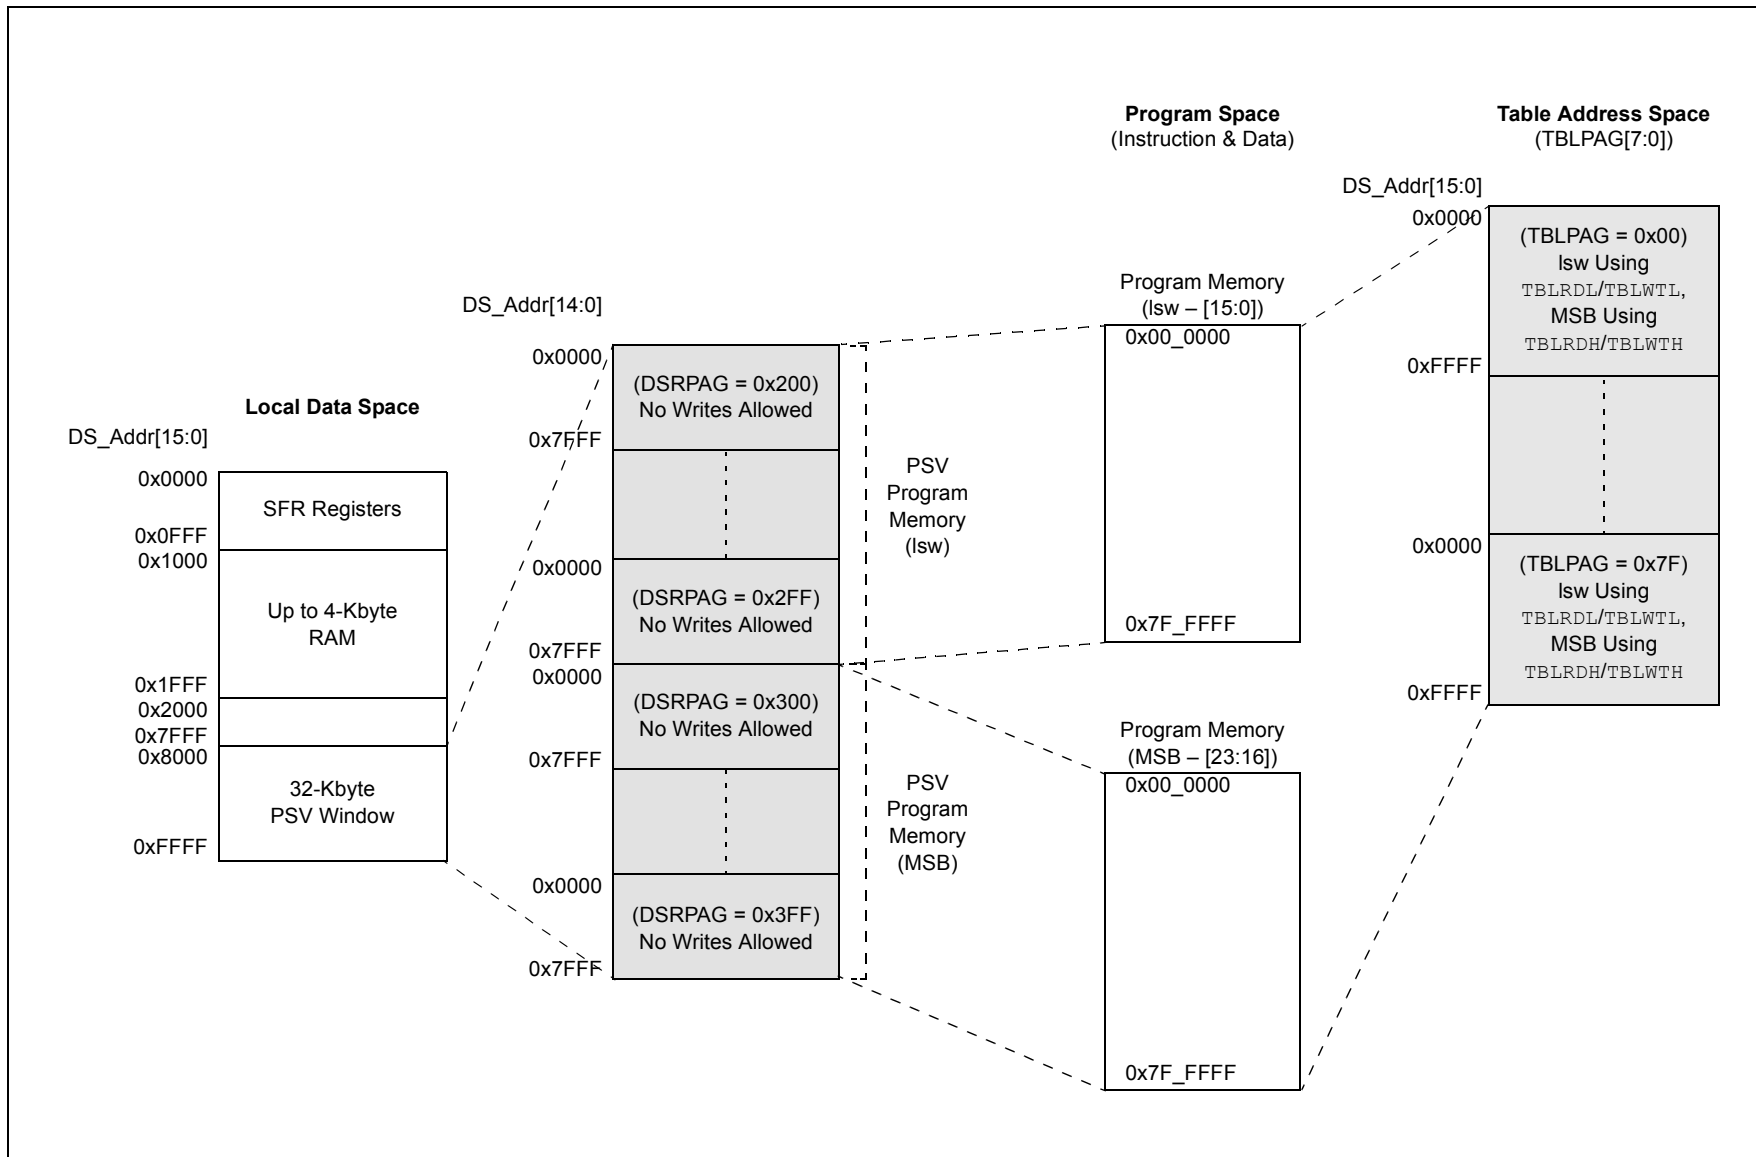 Local Data Space
DS_Addr[15:0]
0x0000
SFR Registers
0x0FFF
0x1000
Up to 4-Kbyte
RAM
0x1FFF
0x2000
0x7FFF
0x8000
32-Kbyte
PSV Window
0xFFFF
DS_Addr[14:0]
0x0000
(DSRPAG = 0x200)
No Writes Allowed
0x7FFF
0x0000
(DSRPAG = 0x2FF)
No Writes Allowed
0x7FFF
0x0000
(DSRPAG = 0x300)
No Writes Allowed
0x7FFF
0x0000
(DSRPAG = 0x3FF)
No Writes Allowed
0x7FFF
PSV
Program
Memory
(lsw)
PSV
Program
Memory
(MSB)
Program Space
(Instruction & Data)
Program Memory
(lsw – [15:0])
0x00_0000
0x7F_FFFF
Program Memory
(MSB – [23:16])
0x00_0000
0x7F_FFFF
Table Address Space
(TBLPAG[7:0])
DS_Addr[15:0]
0x0000
(TBLPAG = 0x00)
lsw Using
TBLRDL/TBLWTL,
MSB Using
TBLRDH/TBLWTH
0xFFFF
0x0000
(TBLPAG = 0x7F)
lsw Using
TBLRDL/TBLWTL,
MSB Using
TBLRDH/TBLWTH
0xFFFF